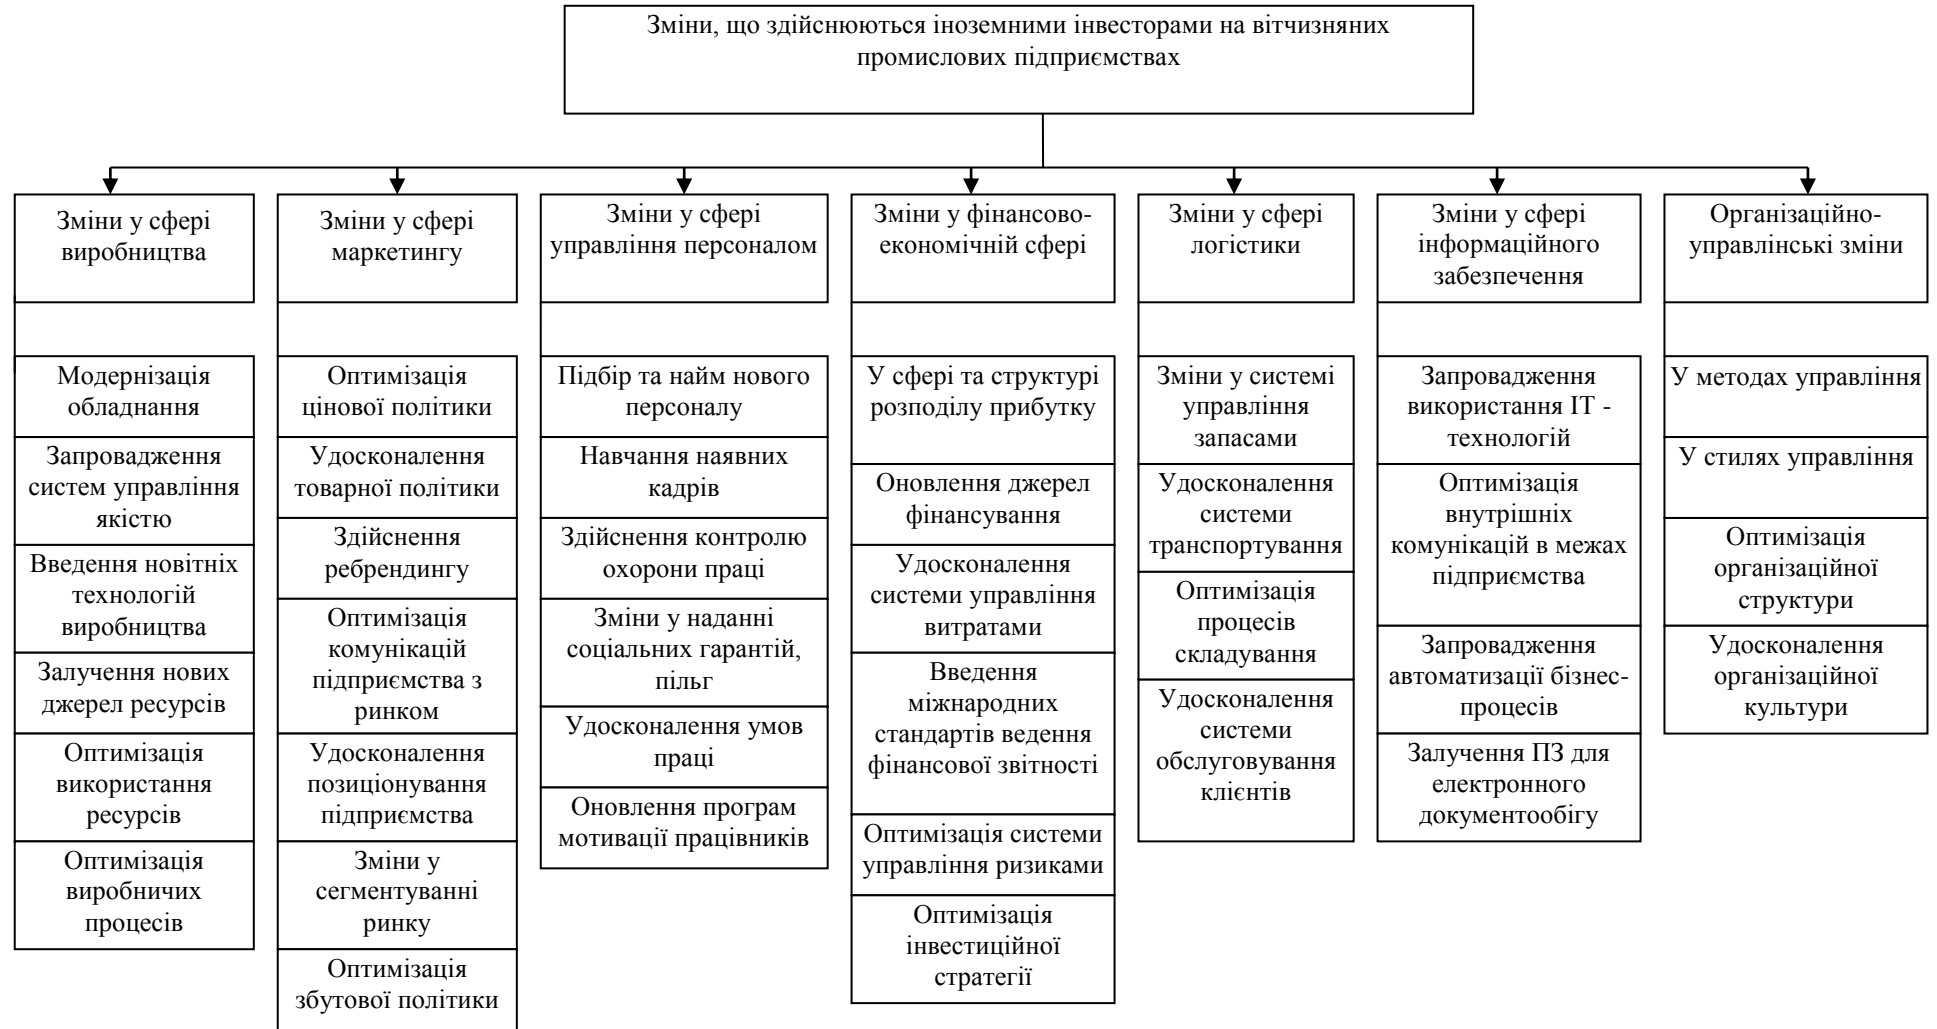 Зміни, що здійснюються іноземними інвесторами на вітчизняних
промислових підприємствах
Зміни у сфері
виробництва
Модернізація
обладнання
Запровадження
систем управління
якістю
Введення новітніх
технологій
виробництва
Залучення нових
джерел ресурсів
Оптимізація
використання
ресурсів
Оптимізація
виробничих
процесів
Зміни у сфері
маркетингу
Оптимізація
цінової політики
Удосконалення
товарної політики
Здійснення
ребрендингу
Оптимізація
комунікацій
підприємства з
ринком
Удосконалення
позиціонування
підприємства
Зміни у
сегментуванні
ринку
Оптимізація
збутової політики
Зміни у сфері
управління персоналом
Підбір та найм нового
персоналу
Навчання наявних
кадрів
Здійснення контролю
охорони праці
Зміни у наданні
соціальних гарантій,
пільг
Удосконалення умов
праці
Оновлення програм
мотивації працівників
Зміни у фінансово-
економічній сфері
У сфері та структурі
розподілу прибутку
Оновлення джерел
фінансування
Удосконалення
системи управління
витратами
Введення
міжнародних
стандартів ведення
фінансової звітності
Оптимізація системи
управління ризиками
Оптимізація
інвестиційної
стратегії
Зміни у сфері
логістики
Зміни у системі
управління
запасами
Удосконалення
системи
транспортування
Оптимізація
процесів
складування
Удосконалення
системи
обслуговування
клієнтів
Зміни у сфері
інформаційного
забезпечення
Запровадження
використання ІТ -
технологій
Оптимізація
внутрішніх
комунікацій в межах
підприємства
Запровадження
автоматизації бізнес-
процесів
Залучення ПЗ для
електронного
документообігу
Організаційно-
управлінські зміни
У методах управління
У стилях управління
Оптимізація
організаційної
структури
Удосконалення
організаційної
культури